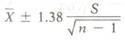 X̄ ± 1.38 S / √(n − 1)